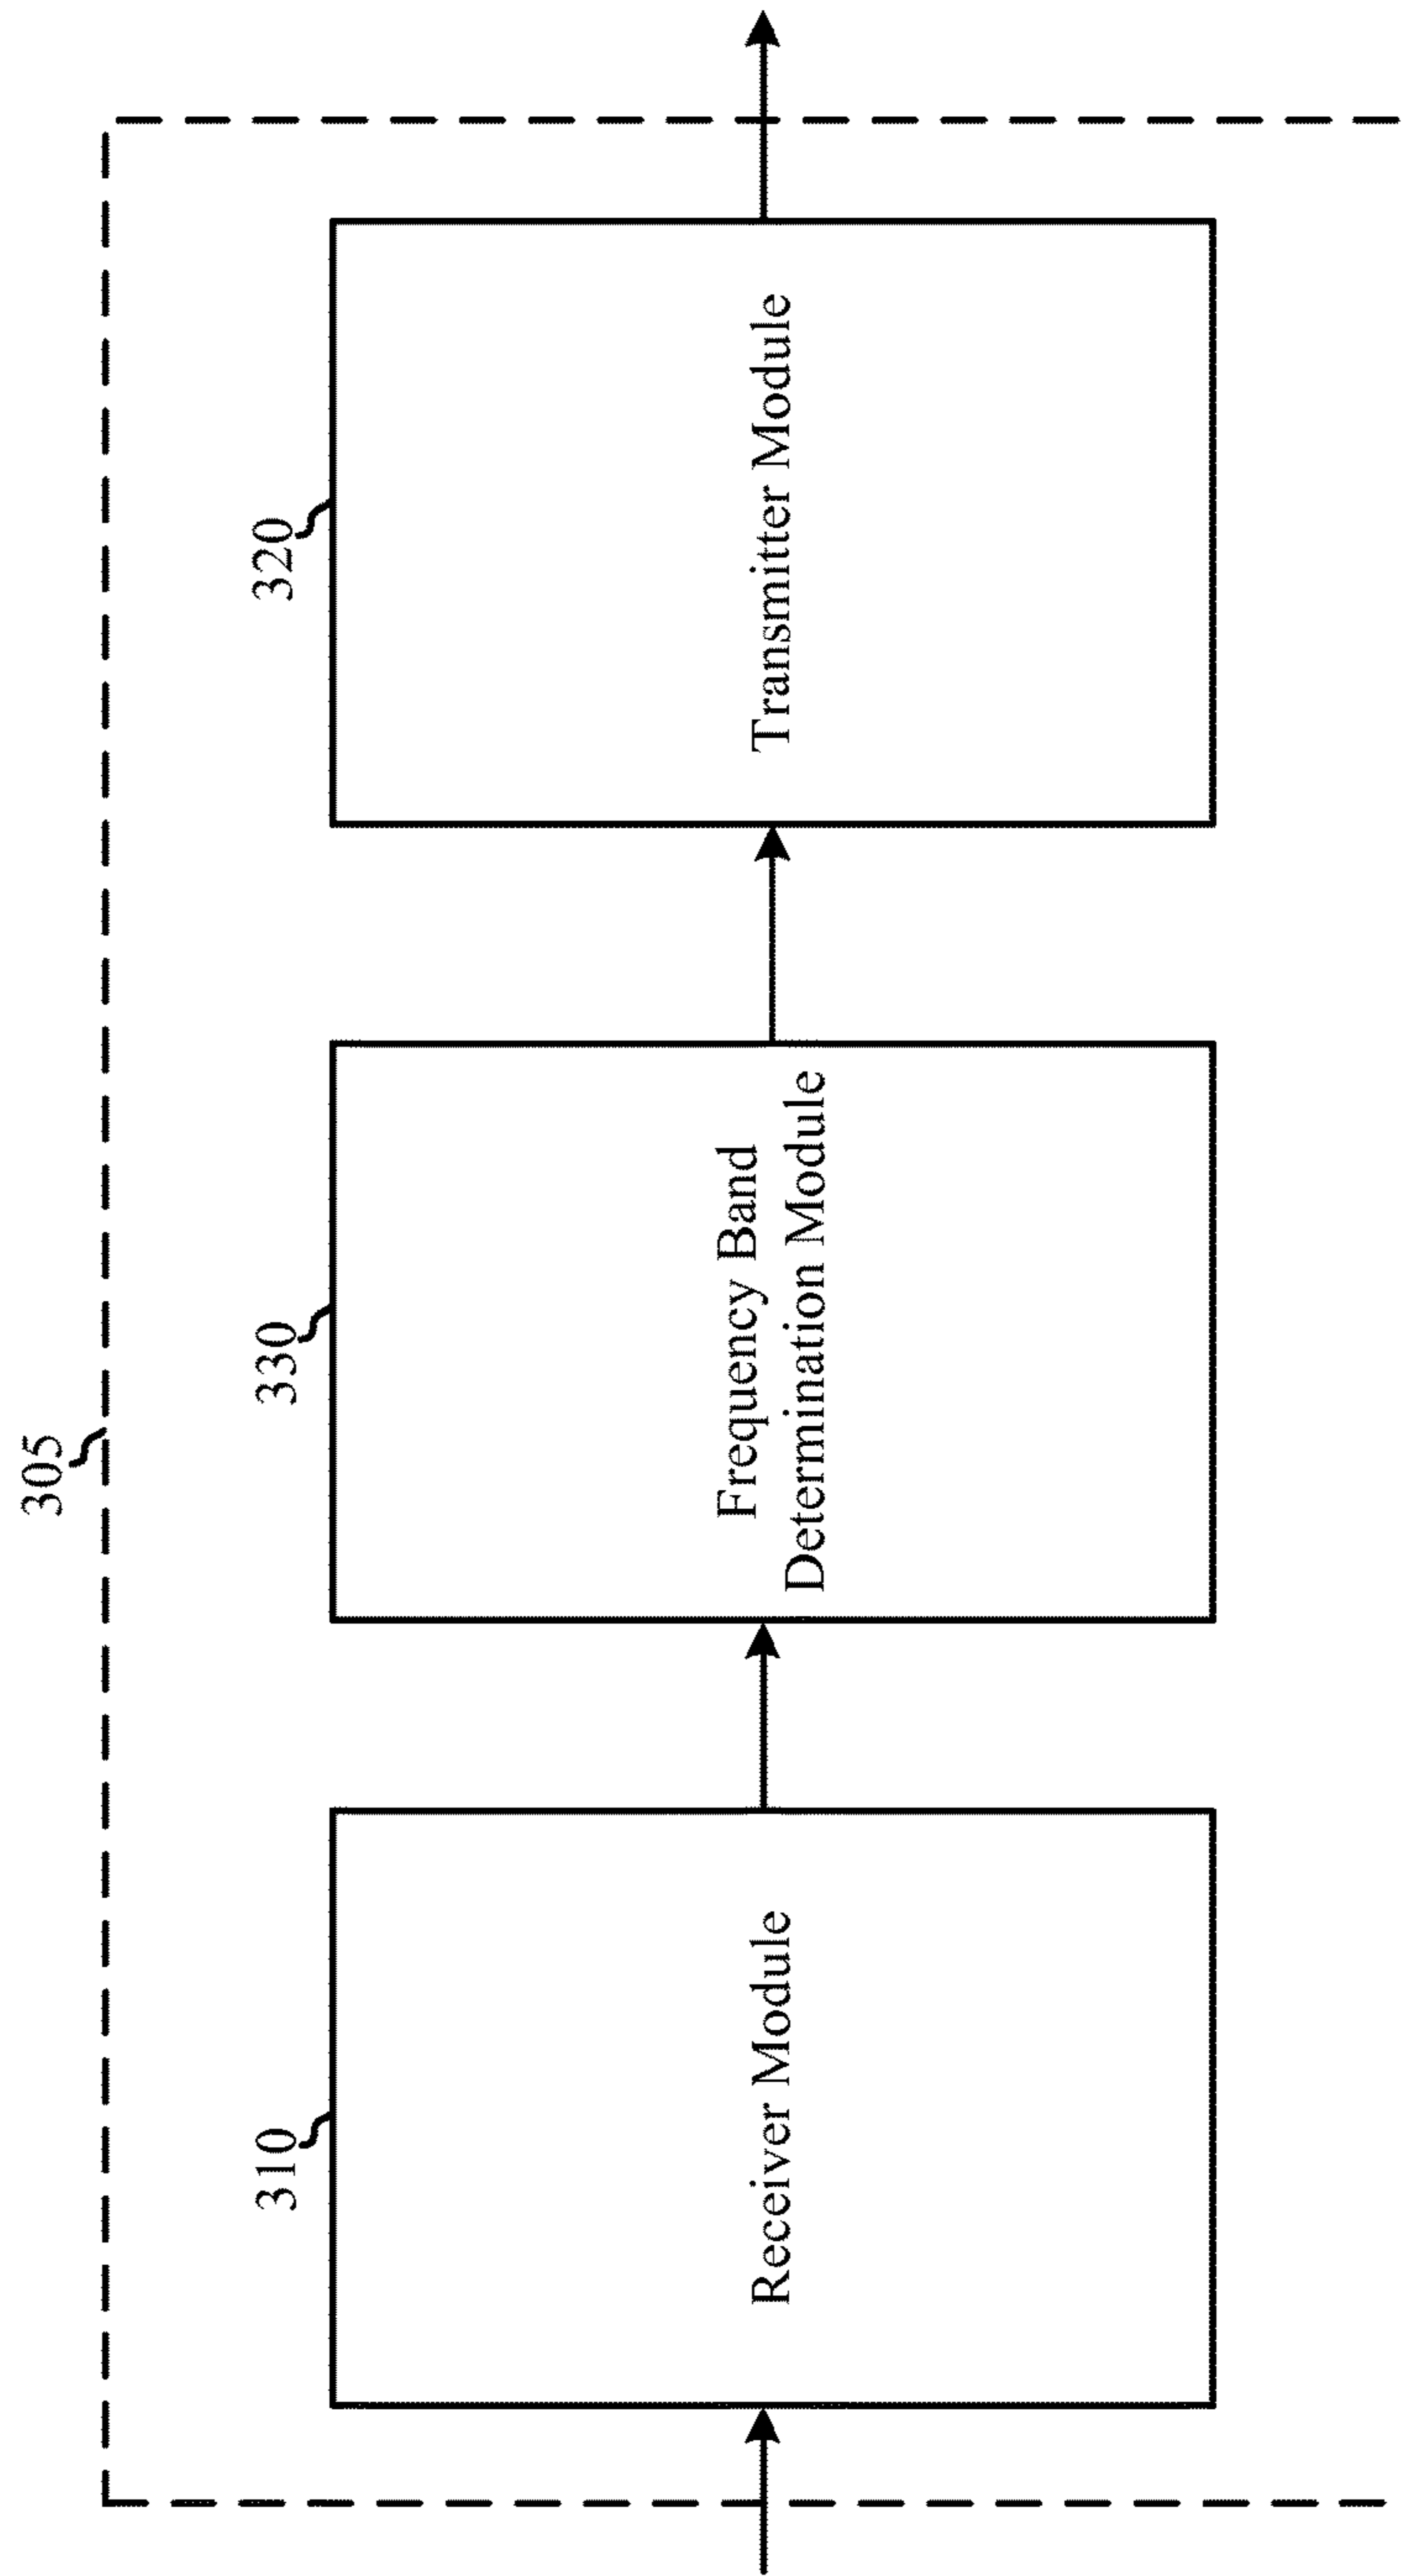 305
310
Receiver Module
330
Frequency Band
Determination Module
320
Transmitter Module